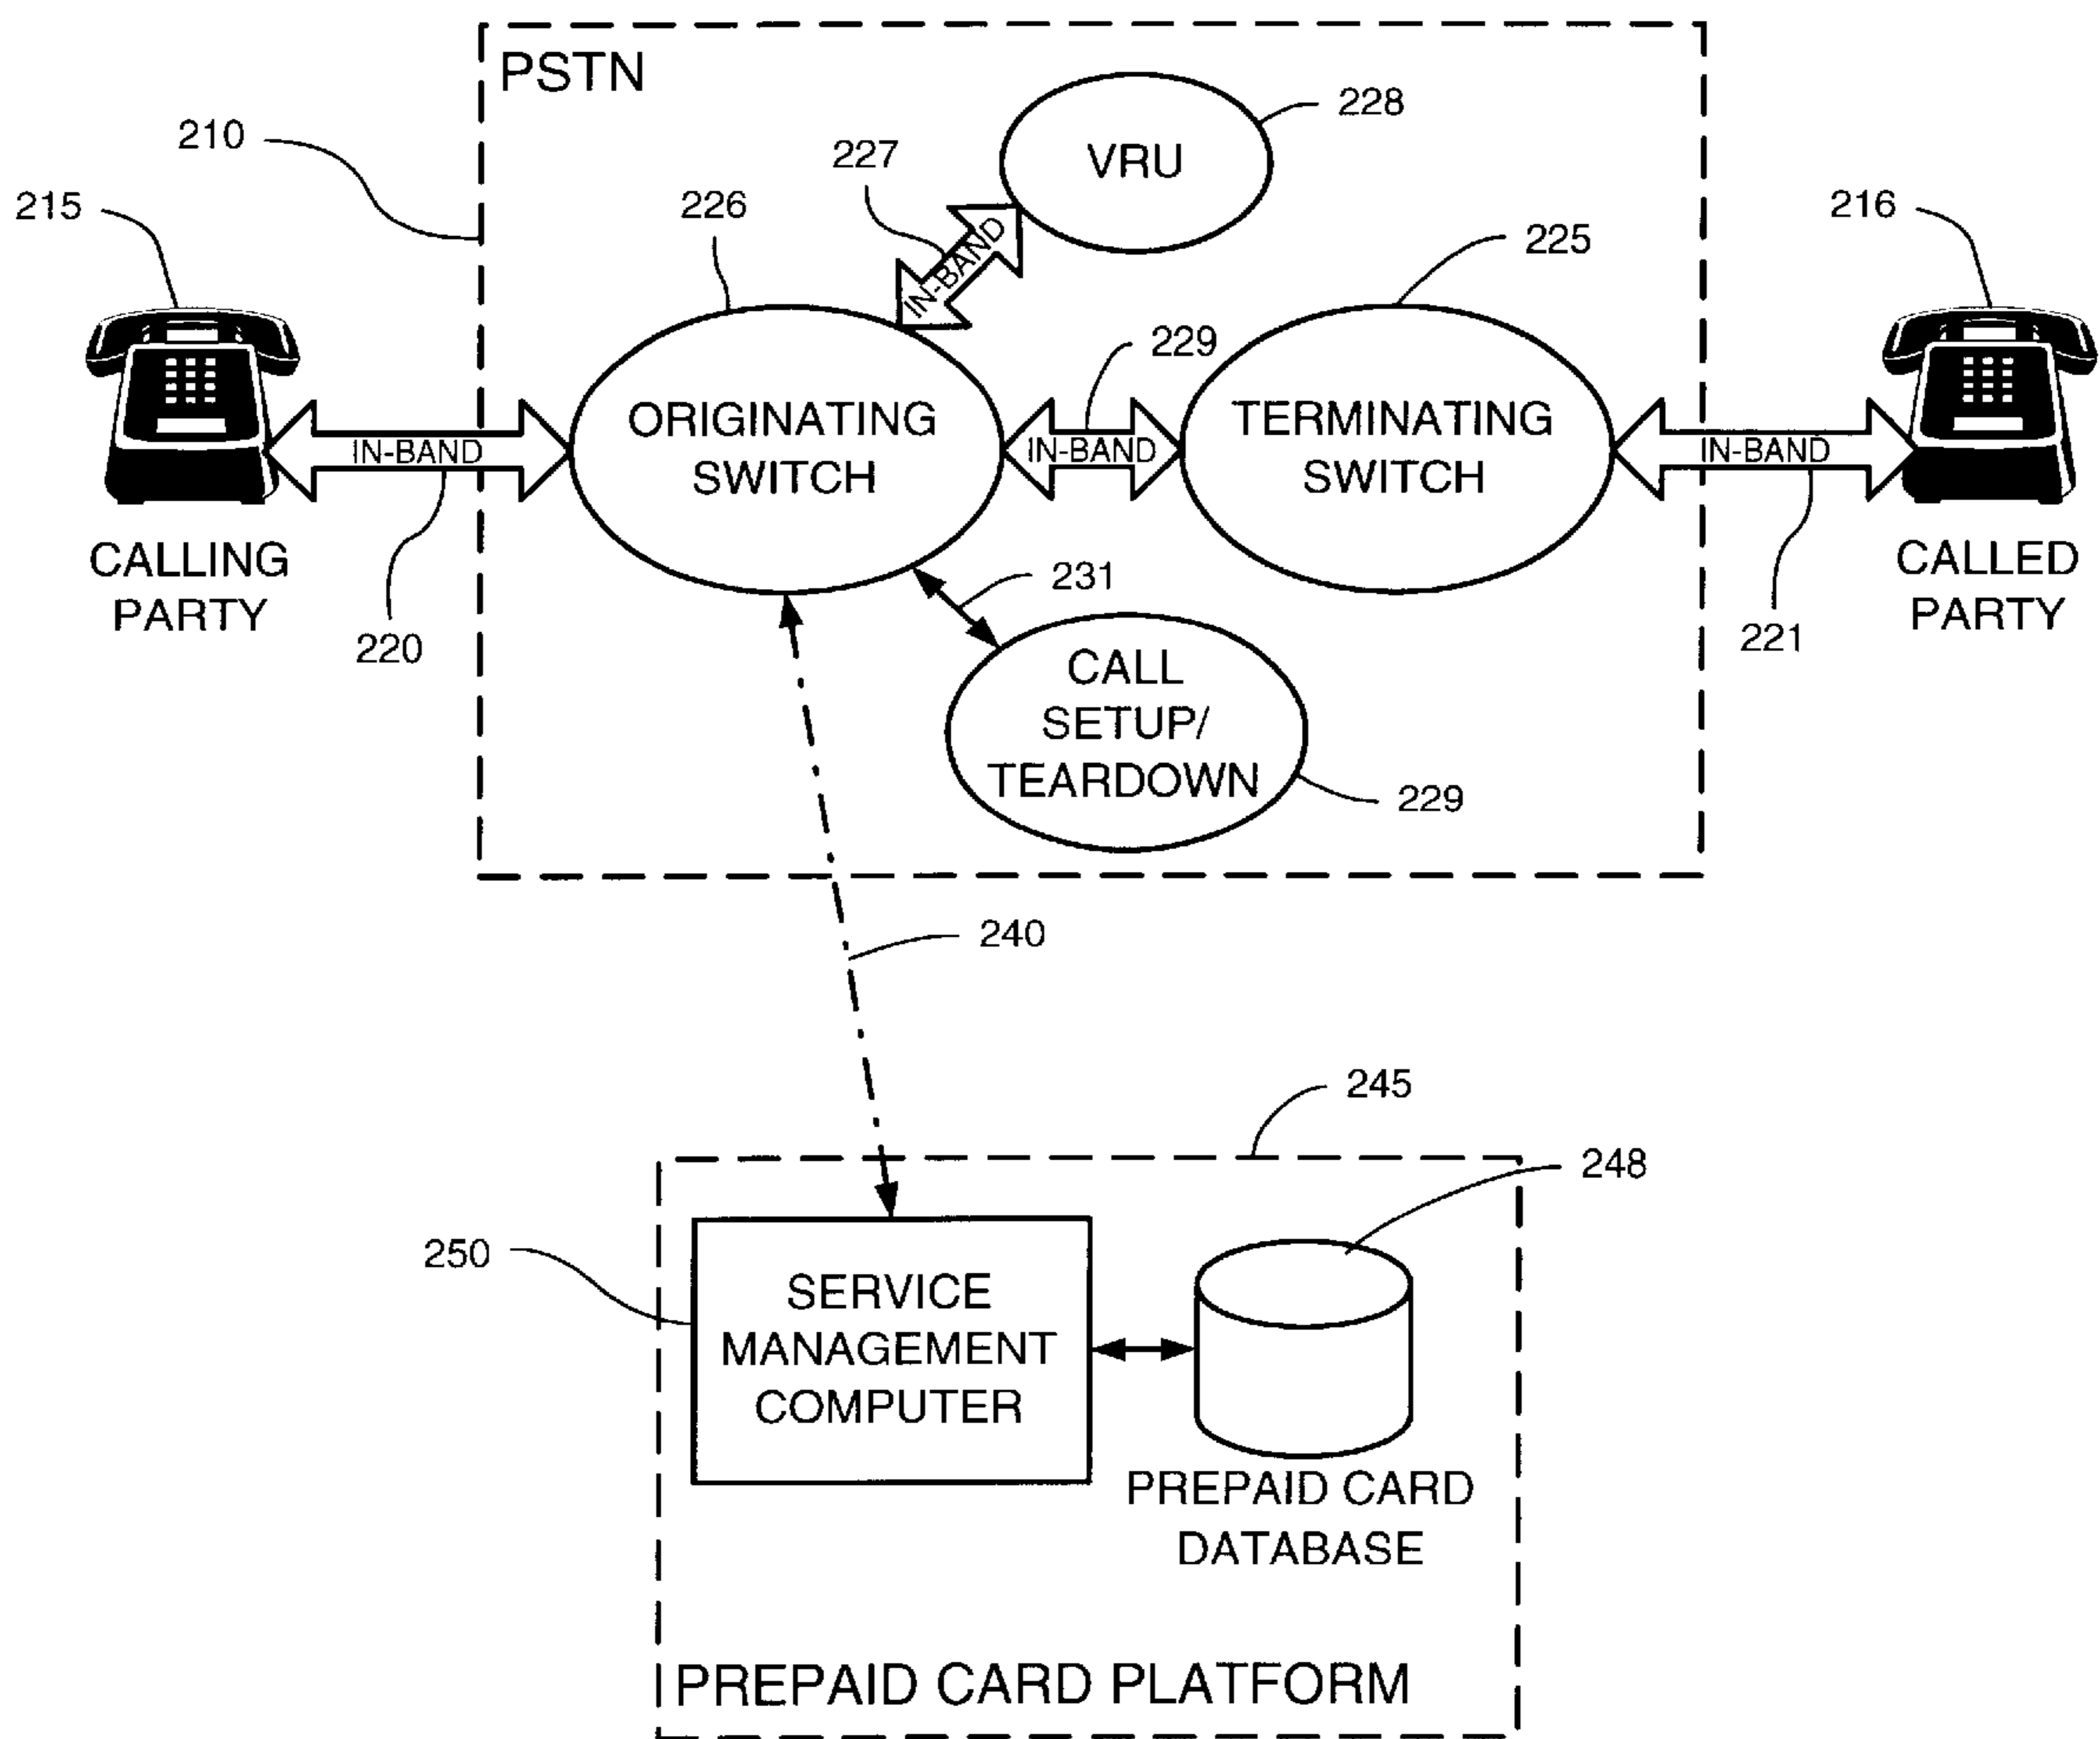 PSTN
210
215
226
227
228
VRU
IN-BAND
225
216
229
ORIGINATING
SWITCH
TERMINATING
SWITCH
IN-BAND
IN-BAND
IN-BAND
CALLING
PARTY
220
231
CALLED
PARTY
221
CALL
SETUP/
TEARDOWN
229
240
245
248
250
SERVICE
MANAGEMENT
COMPUTER
PREPAID CARD
DATABASE
PREPAID CARD PLATFORM